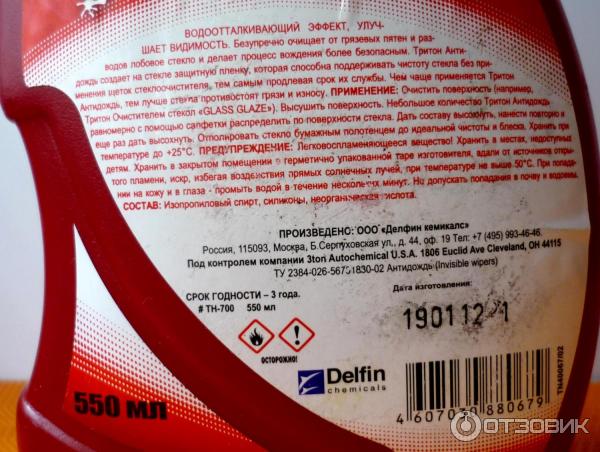 ВОДООТТАЛКИВАЮЩИЙ ЭФФЕКТ, УЛУЧ-
ШАЕТ ВИДИМОСТЬ. Безупречно очищает от грязевых пятен и раз-
водов лобовое стекло и делает процесс вождения более безопасным. Тритон Анти-
дождь создает на стекле защитную пленку, которая способна поддерживать чистоту стекла без при-
менения щеток стеклоочистителя, тем самым продлевая срок их службы. Чем чаще применяется Тритон
Антидождь, тем лучше стекла противостоят грязи и износу. ПРИМЕНЕНИЕ: Очистить поверхность (например,
Тритон Очистителем стекол «GLASS GLAZE»). Высушить поверхность. Небольшое количество Тритон Антидождь
равномерно с помощью салфетки распределить по поверхности стекла. Дать составу высохнуть, нанести повторно и
еще раз дать высохнуть. Отполировать стекло бумажным полотенцем до идеальной чистоты и блеска. Хранить при
температуре до +25°С. ПРЕДУПРЕЖДЕНИЕ: Легковоспламеняющееся вещество! Хранить в местах, недоступных
детям. Хранить в закрытом помещении в герметично упакованной таре изготовителя, вдали от источников откры-
того пламени, искр, избегая воздействия прямых солнечных лучей, при температуре не выше 50°С. При попада-
нии на кожу и в глаза - промыть водой в течение нескольких минут. Не допускать попадания в почву и водоемы.
СОСТАВ: Изопропиловый спирт, силиконы, неорганическая кислота.
ПРОИЗВЕДЕНО: ООО «Делфин кемикалс»
Россия, 115093, Москва, Б.Серпуховская ул., д. 44, оф. 19 Тел.: +7 (495) 993-46-46.
Под контролем компании 3ton Autochemical U.S.A. 1806 Euclid Ave Cleveland, OH 44115
ТУ 2384-026-56731830-02 Антидождь (Invisible wipers)
СРОК ГОДНОСТИ – 3 года.
Дата изготовления:
# TH-700 550 мл
190112 1
ОСТОРОЖНО!
Delfin
chemicals
550 МЛ
4 607030 880679
TN40067/02
ОТЗОВИК